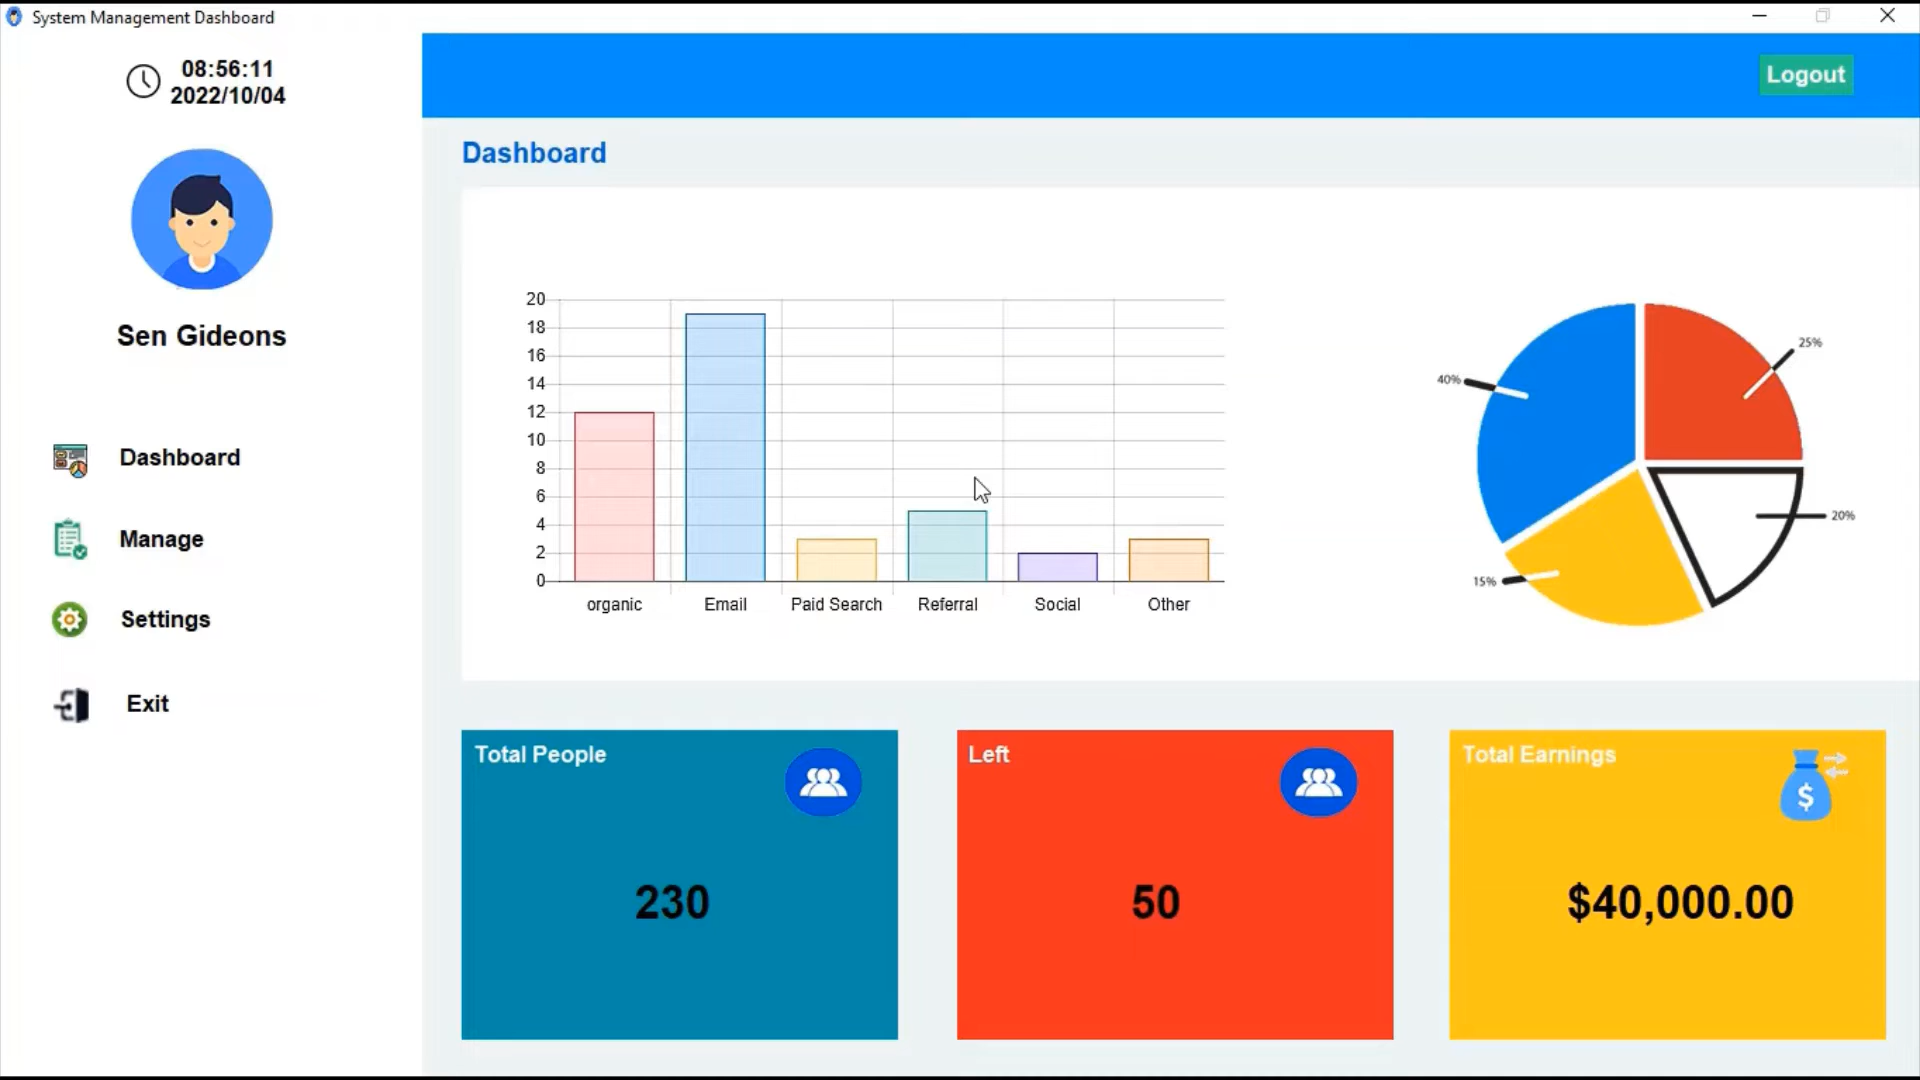 System Management Dashboard
08:56:11
2022/10/04
Logout
Sen Gideons
Dashboard
Manage
Settings
Exit
Dashboard
20
18
16
14
12
10
8
6
4
2
0
organic Email Paid Search Referral Social Other
25%
40%
20%
15%
Total People
230
Left
50
Total Earnings
$
$40,000.00